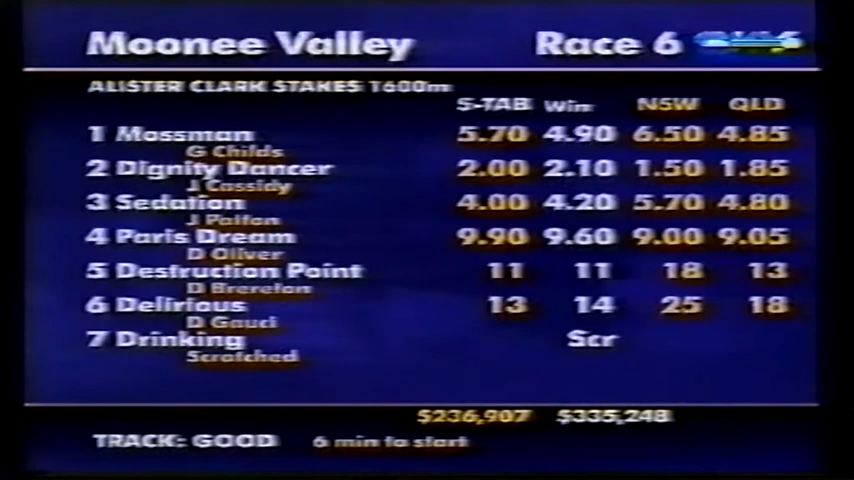 Moonee Valley Race 6
ALISTER CLARK STAKES 1600m
S-TAB Win NSW QLD
1 Mossman 5.70 4.90 6.50 4.85
G Childs
2 Dignity Dancer 2.00 2.10 1.50 1.85
J Cassidy
3 Sedation 4.00 4.20 5.70 4.80
J Patton
4 Paris Dream 9.90 9.60 9.00 9.05
D Oliver
5 Destruction Point 11 11 18 13
D Brereton
6 Delirious 13 14 25 18
D Gauci
7 Drinking Scr
Scratched
$236,907 $335,248
TRACK: GOOD 6 min to start